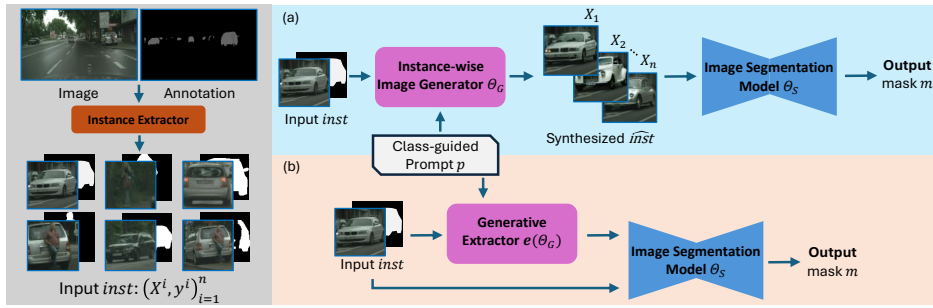 Image
Annotation
Instance Extractor
Input inst: (X^i, y^i)_{i=1}^n
(a)
Input inst
Instance-wise
Image Generator Θ_G
X_1
X_2
⋱
X_n
Synthesized \widehat{inst}
Image Segmentation
Model Θ_S
Output
mask m
Class-guided
Prompt p
(b)
Input inst
Generative
Extractor e(Θ_G)
Image Segmentation
Model Θ_S
Output
mask m